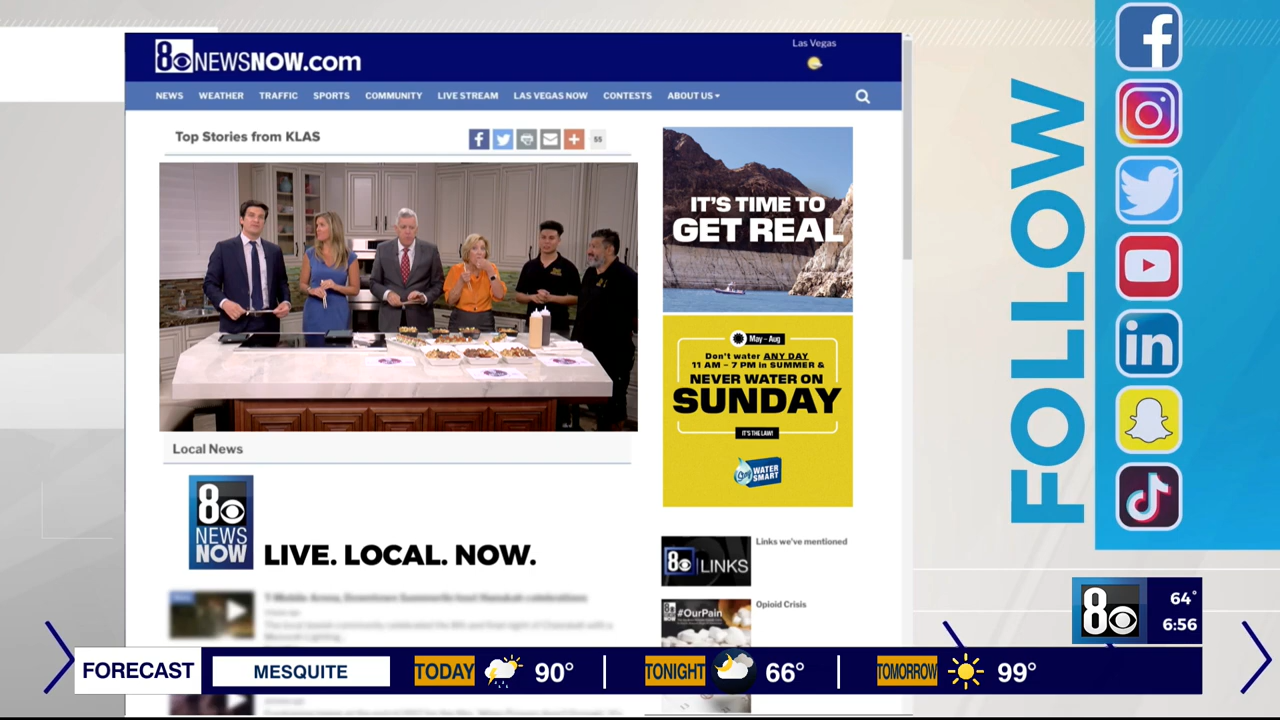 8 NEWSNOW.com
Las Vegas
NEWS WEATHER TRAFFIC SPORTS COMMUNITY LIVE STREAM LAS VEGAS NOW CONTESTS ABOUT US
Top Stories from KLAS
55
IT'S TIME TO
GET REAL
May – Aug
Don't water ANY DAY
11 AM – 7 PM in SUMMER &
NEVER WATER ON
SUNDAY
IT'S THE LAW!
WATER
SMART
Local News
8
NEWS
NOW
LIVE. LOCAL. NOW.
Links we've mentioned
8 LINKS
Opioid Crisis
#OurPain
FOLLOW
in
8
64°
6:56
FORECAST MESQUITE TODAY 90° TONIGHT 66° TOMORROW 99°